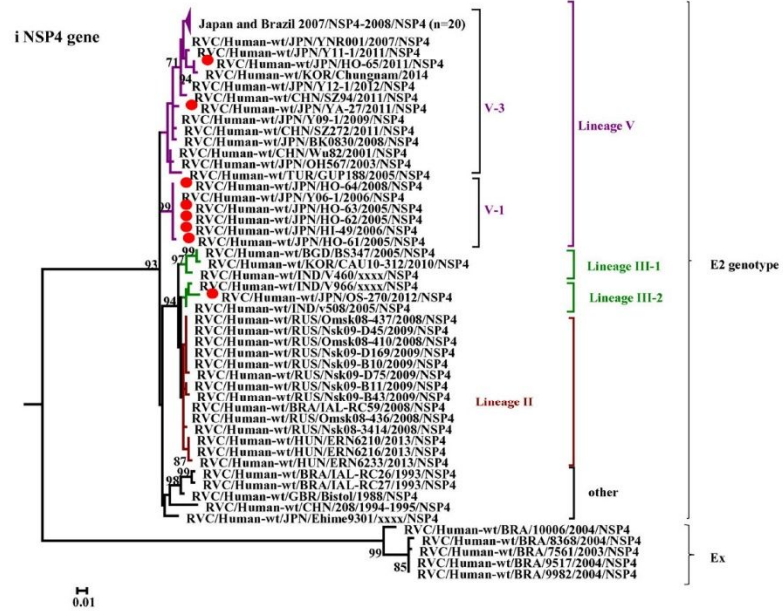 i NSP4 gene
Japan and Brazil 2007/NSP4-2008/NSP4 (n=20)
RVC/Human-wt/JPN/YNR001/2007/NSP4
RVC/Human-wt/JPN/Y11-1/2011/NSP4
71
RVC/Human-wt/JPN/HO-65/2011/NSP4
RVC/Human-wt/KOR/Chungnam/2014
94
RVC/Human-wt/JPN/Y12-1/2012/NSP4
RVC/Human-wt/CHN/SZ94/2011/NSP4
RVC/Human-wt/JPN/YA-27/2011/NSP4
V-3
Lineage V
RVC/Human-wt/JPN/Y09-1/2009/NSP4
RVC/Human-wt/CHN/SZ272/2011/NSP4
RVC/Human-wt/JPN/BK0830/2008/NSP4
RVC/Human-wt/CHN/Wu82/2001/NSP4
RVC/Human-wt/JPN/OH567/2003/NSP4
RVC/Human-wt/TUR/GUP188/2005/NSP4
RVC/Human-wt/JPN/HO-64/2008/NSP4
RVC/Human-wt/JPN/Y06-1/2006/NSP4
99
RVC/Human-wt/JPN/HO-63/2005/NSP4
V-1
RVC/Human-wt/JPN/HO-62/2005/NSP4
RVC/Human-wt/JPN/HI-49/2006/NSP4
RVC/Human-wt/JPN/HO-61/2005/NSP4
99
RVC/Human-wt/BGD/BS347/2005/NSP4
97
RVC/Human-wt/KOR/CAU10-312/2010/NSP4
Lineage III-1
E2 genotype
93
RVC/Human-wt/IND/V460/xxxx/NSP4
RVC/Human-wt/IND/V966/xxxx/NSP4
94
RVC/Human-wt/JPN/OS-270/2012/NSP4
Lineage III-2
RVC/Human-wt/IND/v508/2005/NSP4
RVC/Human-wt/RUS/Omsk08-437/2008/NSP4
RVC/Human-wt/RUS/Nsk09-D45/2009/NSP4
RVC/Human-wt/RUS/Omsk08-410/2008/NSP4
RVC/Human-wt/RUS/Nsk09-D169/2009/NSP4
RVC/Human-wt/RUS/Nsk09-B10/2009/NSP4
RVC/Human-wt/RUS/Nsk09-D75/2009/NSP4
RVC/Human-wt/RUS/Nsk09-B11/2009/NSP4
RVC/Human-wt/RUS/Nsk09-B43/2009/NSP4
Lineage II
RVC/Human-wt/BRA/IAL-RC59/2008/NSP4
RVC/Human-wt/RUS/Omsk08-436/2008/NSP4
RVC/Human-wt/RUS/Nsk08-3414/2008/NSP4
RVC/Human-wt/HUN/ERN6210/2013/NSP4
RVC/Human-wt/HUN/ERN6216/2013/NSP4
87
RVC/Human-wt/HUN/ERN6233/2013/NSP4
99
RVC/Human-wt/BRA/IAL-RC26/1993/NSP4
98
RVC/Human-wt/BRA/IAL-RC27/1993/NSP4
RVC/Human-wt/GBR/Bistol/1988/NSP4
other
RVC/Human-wt/CHN/208/1994-1995/NSP4
RVC/Human-wt/JPN/Ehime9301/xxxx/NSP4
RVC/Human-wt/BRA/10006/2004/NSP4
RVC/Human-wt/BRA/8368/2004/NSP4
99
RVC/Human-wt/BRA/7561/2003/NSP4
Ex
85
RVC/Human-wt/BRA/9517/2004/NSP4
RVC/Human-wt/BRA/9982/2004/NSP4
0.01